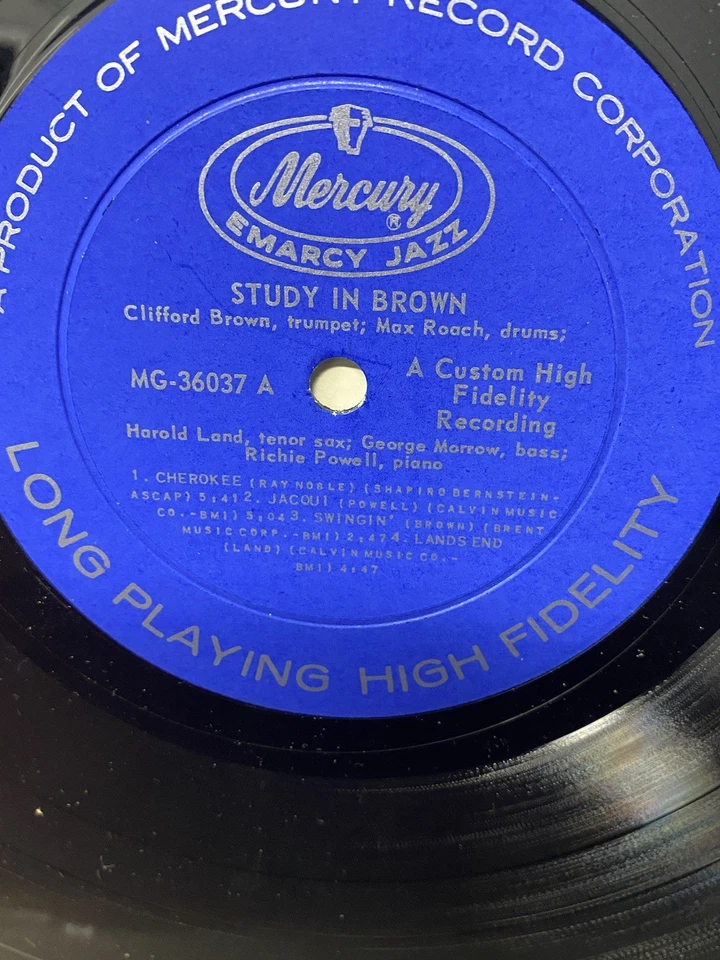 A PRODUCT OF MERCURY RECORD CORPORATION
Mercury®
EMARCY JAZZ
STUDY IN BROWN
Clifford Brown, trumpet; Max Roach, drums;
MG-36037 A
A Custom High
Fidelity
Recording
Harold Land, tenor sax; George Morrow, bass;
Richie Powell, piano
1. CHEROKEE (RAY NOBLE) (SHAPIRO BERNSTEIN-
ASCAP) 5:41 2. JACQUI (POWELL) (CALVIN MUSIC
CO.-BMI) 5:04 3. SWINGIN' (BROWN) (BRENT
MUSIC CORP.-BMI) 2:47 4. LANDS END
(LAND) (CALVIN MUSIC CO.-
BMI) 4:47
LONG PLAYING HIGH FIDELITY